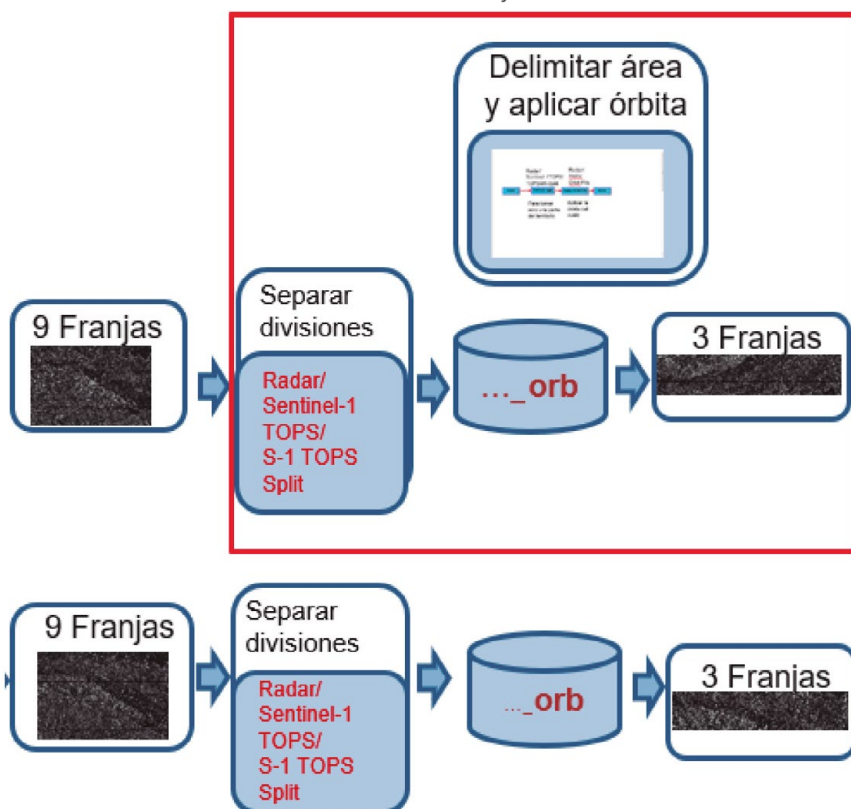 Delimitar área
y aplicar órbita
9 Franjas
Separar
divisiones
Radar/
Sentinel-1
TOPS/
S-1 TOPS
Split
..._orb
3 Franjas
9 Franjas
Separar
divisiones
Radar/
Sentinel-1
TOPS/
S-1 TOPS
Split
..._orb
3 Franjas